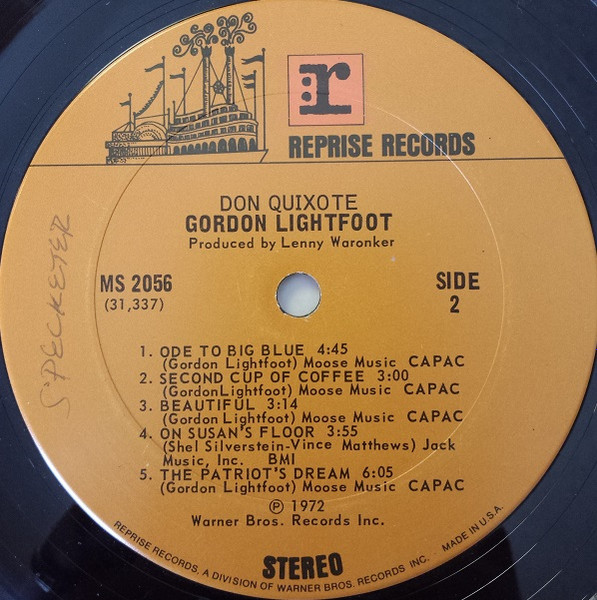 r
REPRISE RECORDS
DON QUIXOTE
GORDON LIGHTFOOT
Produced by Lenny Waronker
MS 2056
(31,337)
SIDE
2
SPECKETER
1. ODE TO BIG BLUE 4:45
(Gordon Lightfoot) Moose Music CAPAC
2. SECOND CUP OF COFFEE 3:00
(Gordon Lightfoot) Moose Music CAPAC
3. BEAUTIFUL 3:14
(Gordon Lightfoot) Moose Music CAPAC
4. ON SUSAN'S FLOOR 3:55
(Shel Silverstein-Vince Matthews) Jack
Music, Inc. BMI
5. THE PATRIOT'S DREAM 6:05
(Gordon Lightfoot) Moose Music CAPAC
℗ 1972
Warner Bros. Records Inc.
STEREO
REPRISE RECORDS, A DIVISION OF WARNER BROS. RECORDS INC. MADE IN U.S.A.